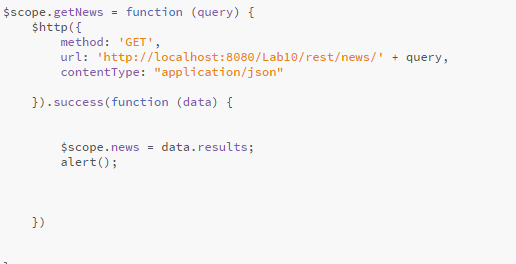 $scope.getNews = function (query) {
$http({
method: 'GET',
url: 'http://localhost:8080/Lab10/rest/news/' + query,
contentType: "application/json"
}).success(function (data) {
$scope.news = data.results;
alert();
})